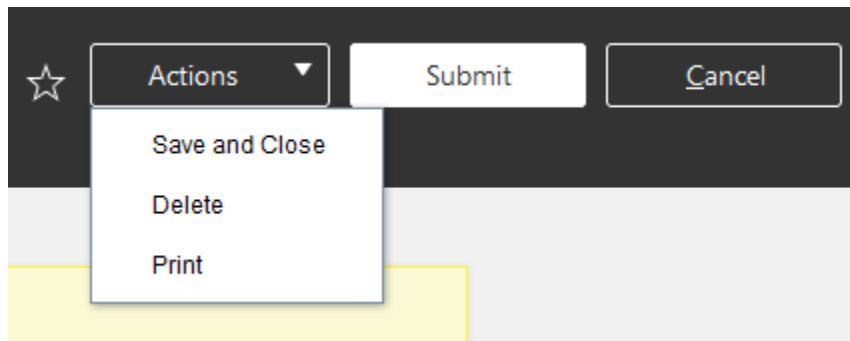 Actions
Submit
Cancel
Save and Close
Delete
Print